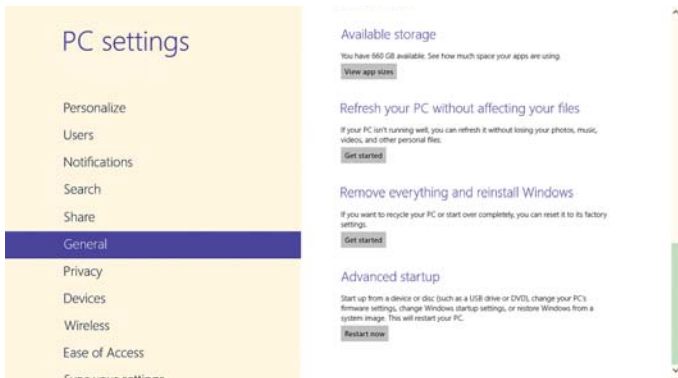 PC settings
Personalize
Users
Notifications
Search
Share
General
Privacy
Devices
Wireless
Ease of Access
Sync your settings
Available storage
You have 660 GB available. See how much space your apps are using.
View app sizes
Refresh your PC without affecting your files
If your PC isn't running well, you can refresh it without losing your photos, music,
videos, and other personal files.
Get started
Remove everything and reinstall Windows
If you want to recycle your PC or start over completely, you can reset it to its factory
settings.
Get started
Advanced startup
Start up from a device or disc (such as a USB drive or DVD), change your PC's
firmware settings, change Windows startup settings, or restore Windows from a
system image. This will restart your PC.
Restart now